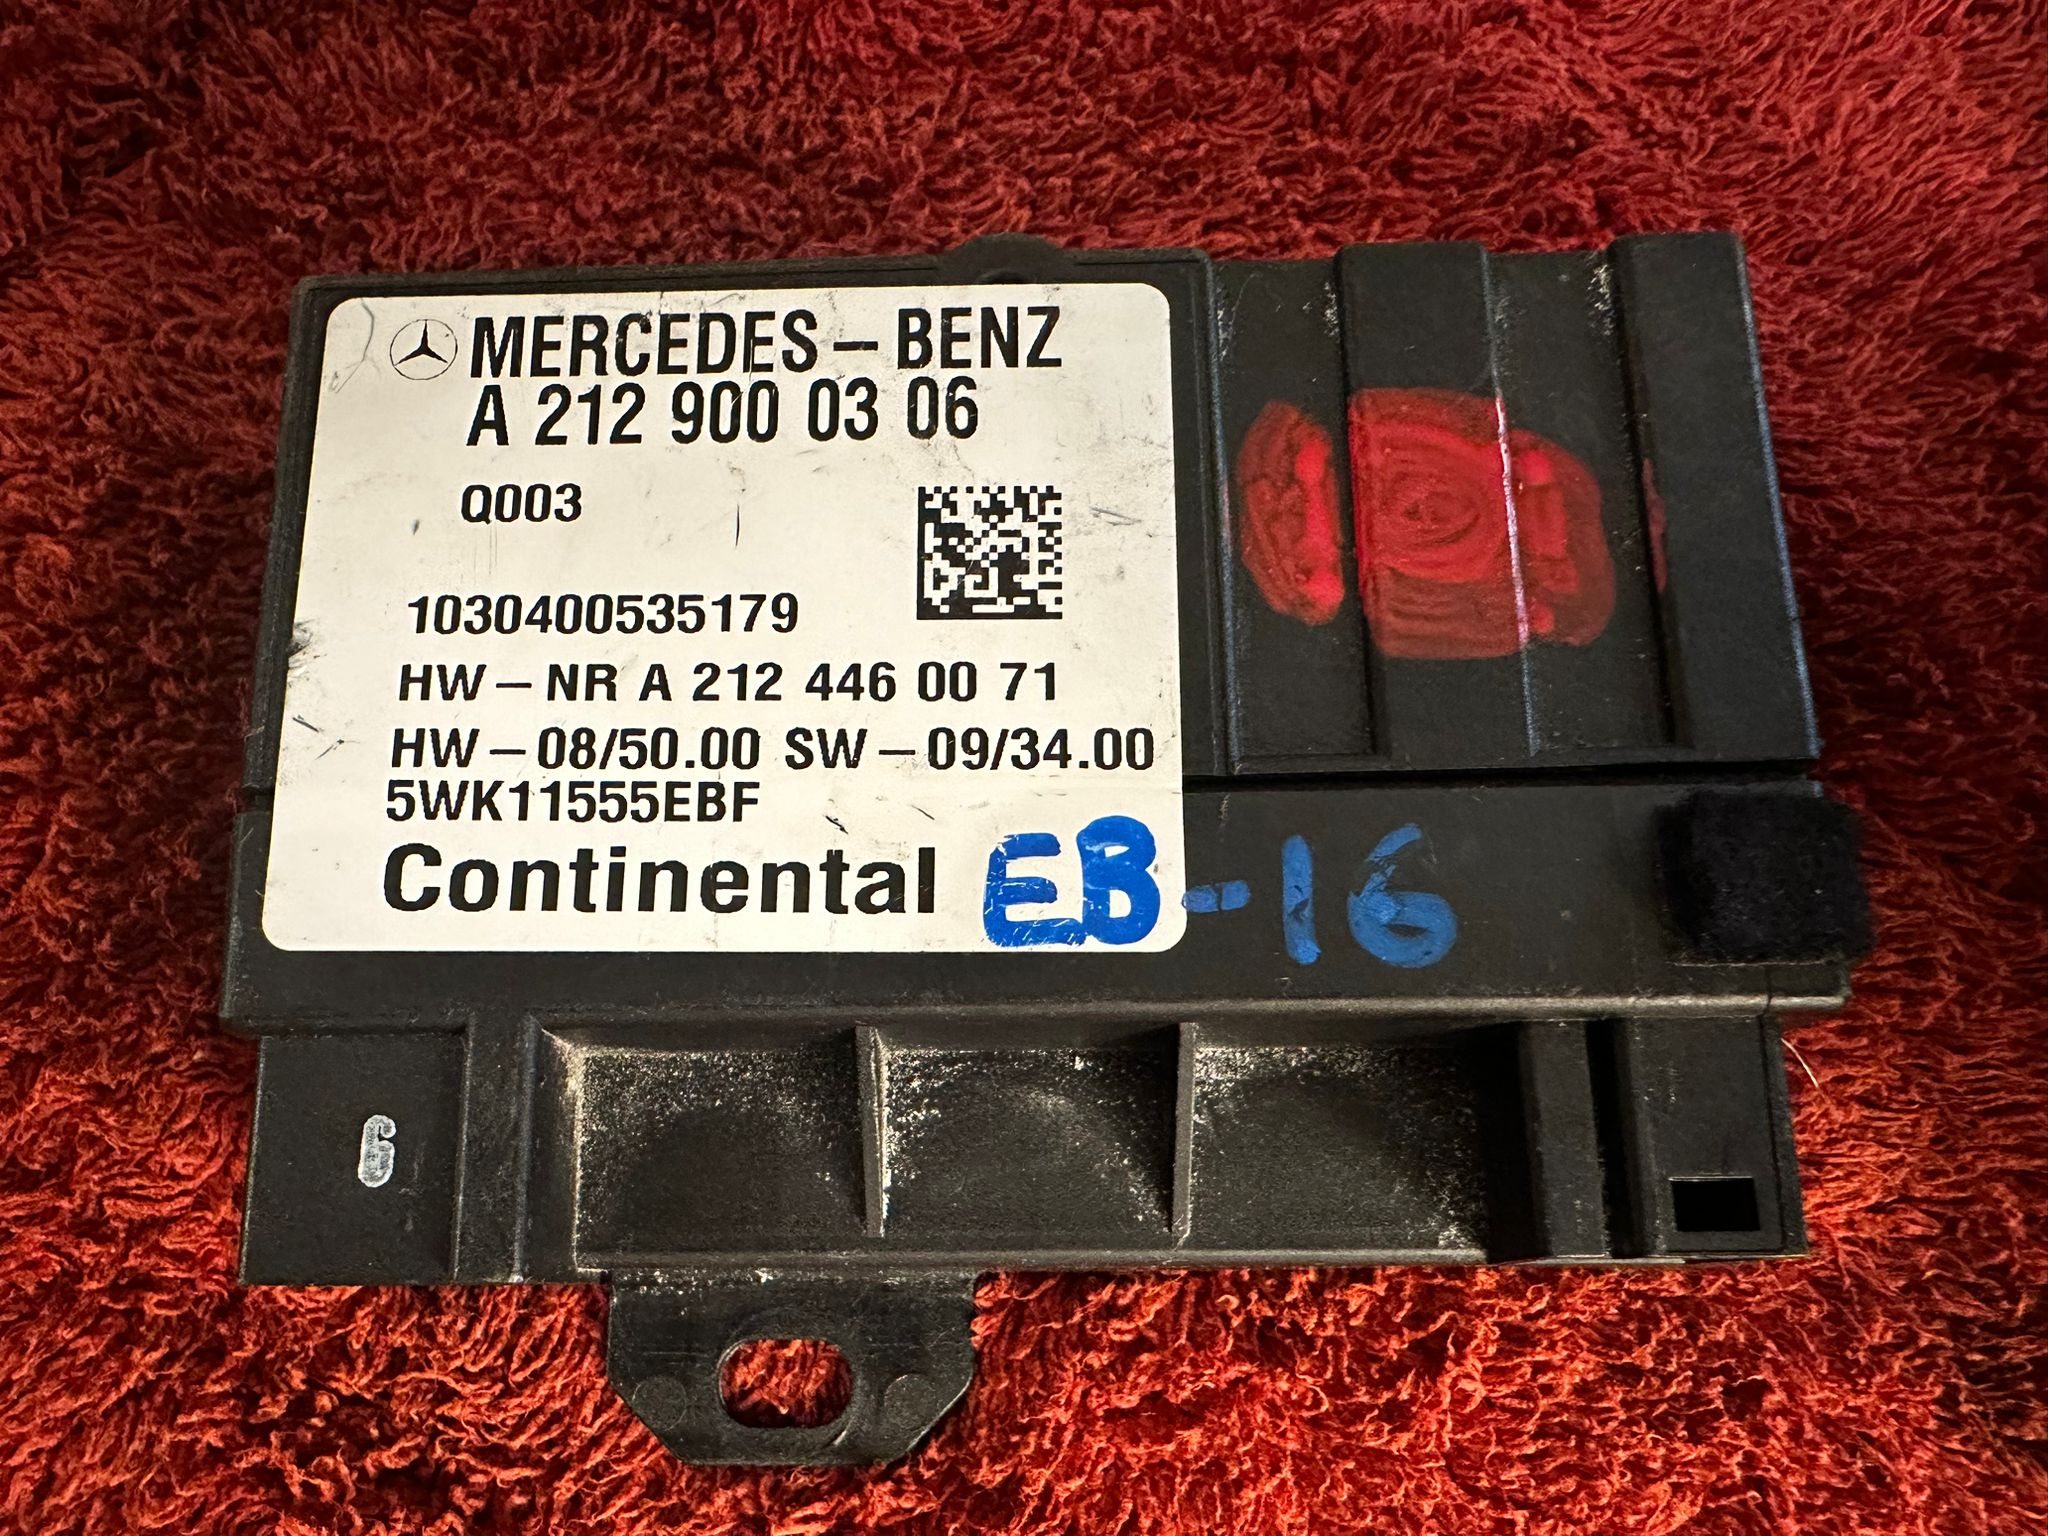 MERCEDES-BENZ
A 212 900 03 06
Q003
1030400535179
HW-NR A 212 446 00 71
HW-08/50.00 SW-09/34.00
5WK11555EBF
Continental
EB-16